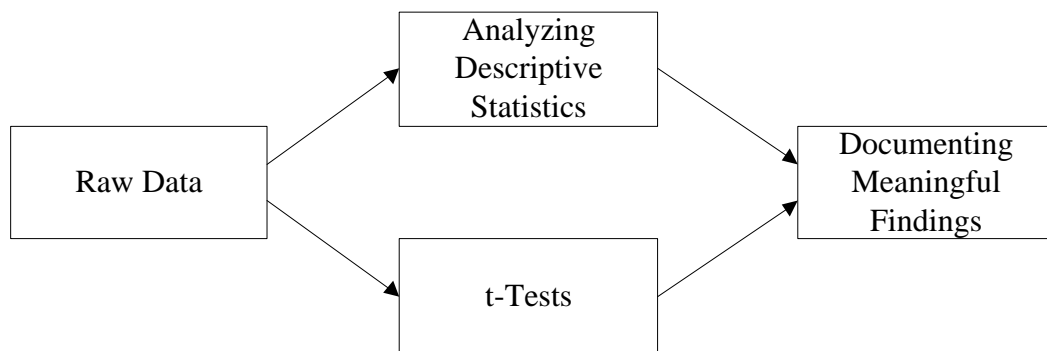 Analyzing
Descriptive
Statistics
Raw Data
Documenting
Meaningful
Findings
t-Tests